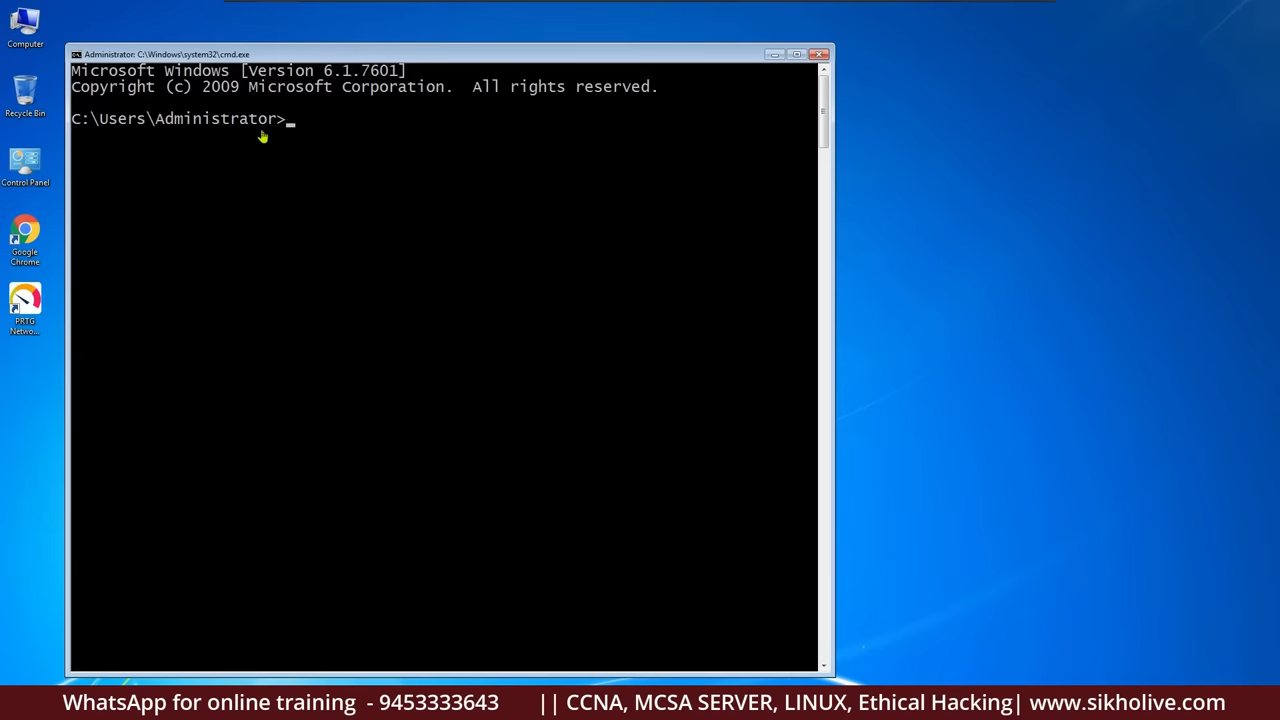 Computer
Recycle Bin
Control Panel
Google
Chrome
PRTG
Netwo...
Administrator: C:\Windows\system32\cmd.exe
Microsoft Windows [Version 6.1.7601]
Copyright (c) 2009 Microsoft Corporation.  All rights reserved.
C:\Users\Administrator>_
WhatsApp for online training - 9453333643 || CCNA, MCSA SERVER, LINUX, Ethical Hacking| www.sikholive.com